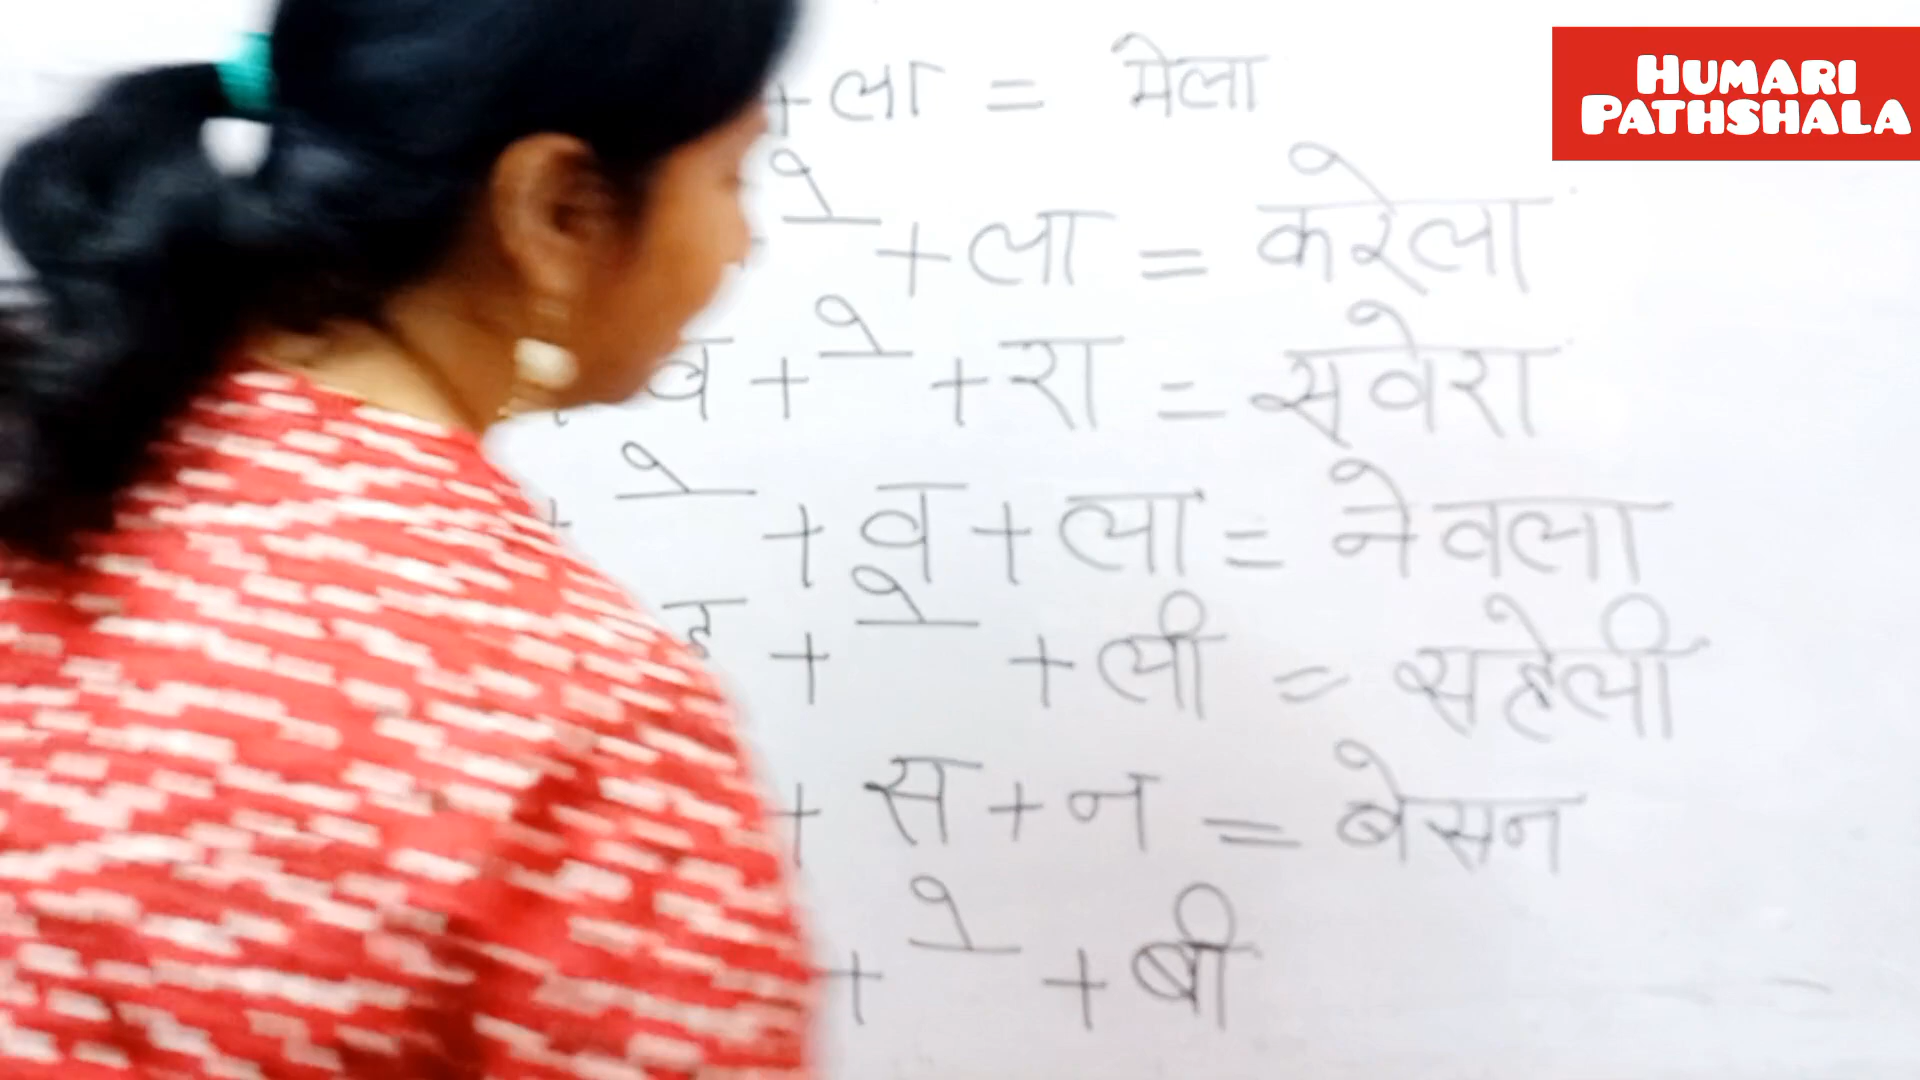 HUMARI
PATHSHALA
+ ला = मेला
े + ला = करेला
व + े + रा = सवेरा
+ े + व + ला = नेवला
ह + े + ली = सहेली
+ स + न = बेसन
+ े + बी